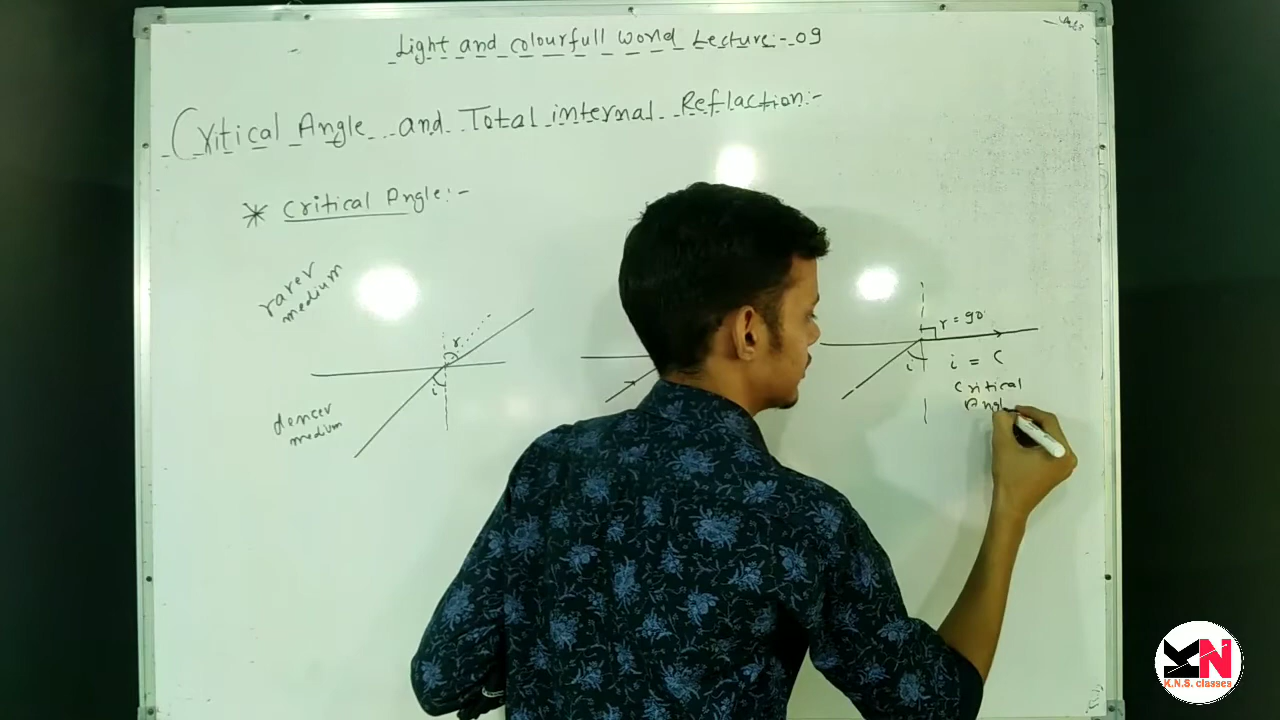 Light and colourfull world Lecture:- 09
Critical Angle and Total internal Reflaction:-
* Critical Angle:-
rarer
medium
r
i
dencer
medium
r = 90°
i
i = C
Critical
Angl
K.N.S. classes